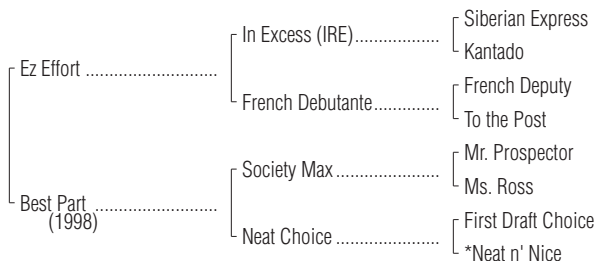 Siberian Express
In Excess (IRE)..................
Kantado
Ez Effort ............................
French Deputy
French Debutante..............
To the Post
Mr. Prospector
Society Max ......................
Ms. Ross
Best Part ..........................
(1998)
First Draft Choice
Neat Choice ......................
*Neat n' Nice